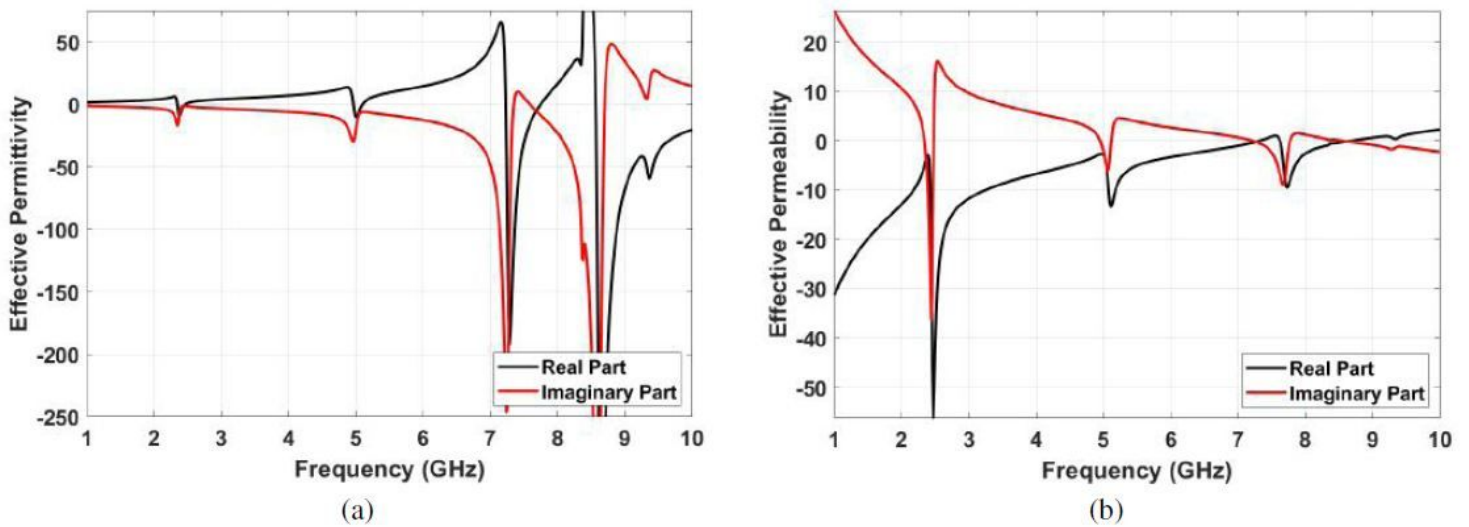 50
0
-50
-100
-150
-200
-250
Effective Permittivity
1 2 3 4 5 6 7 8 9 10
Frequency (GHz)
Real Part
Imaginary Part
(a)
20
10
0
-10
-20
-30
-40
-50
Effective Permeability
1 2 3 4 5 6 7 8 9 10
Frequency (GHz)
Real Part
Imaginary Part
(b)